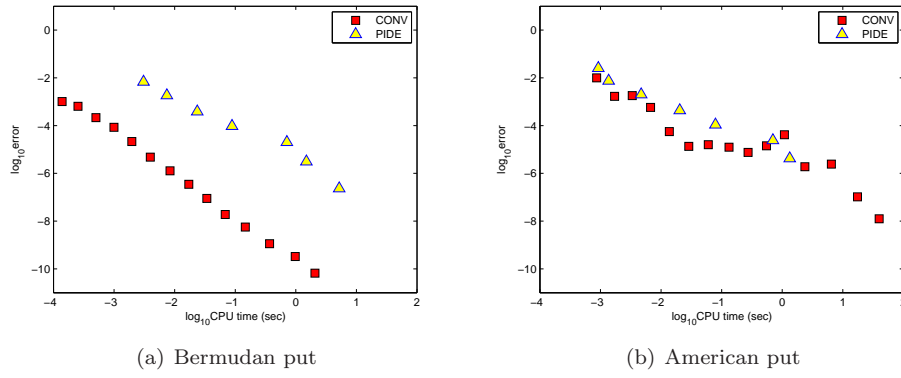 CONV
PIDE
0
−2
−4
−6
−8
−10
log10error
−4 −3 −2 −1 0 1 2
log10CPU time (sec)
(a) Bermudan put
CONV
PIDE
0
−2
−4
−6
−8
−10
log10error
−4 −3 −2 −1 0 1 2
log10CPU time (sec)
(b) American put